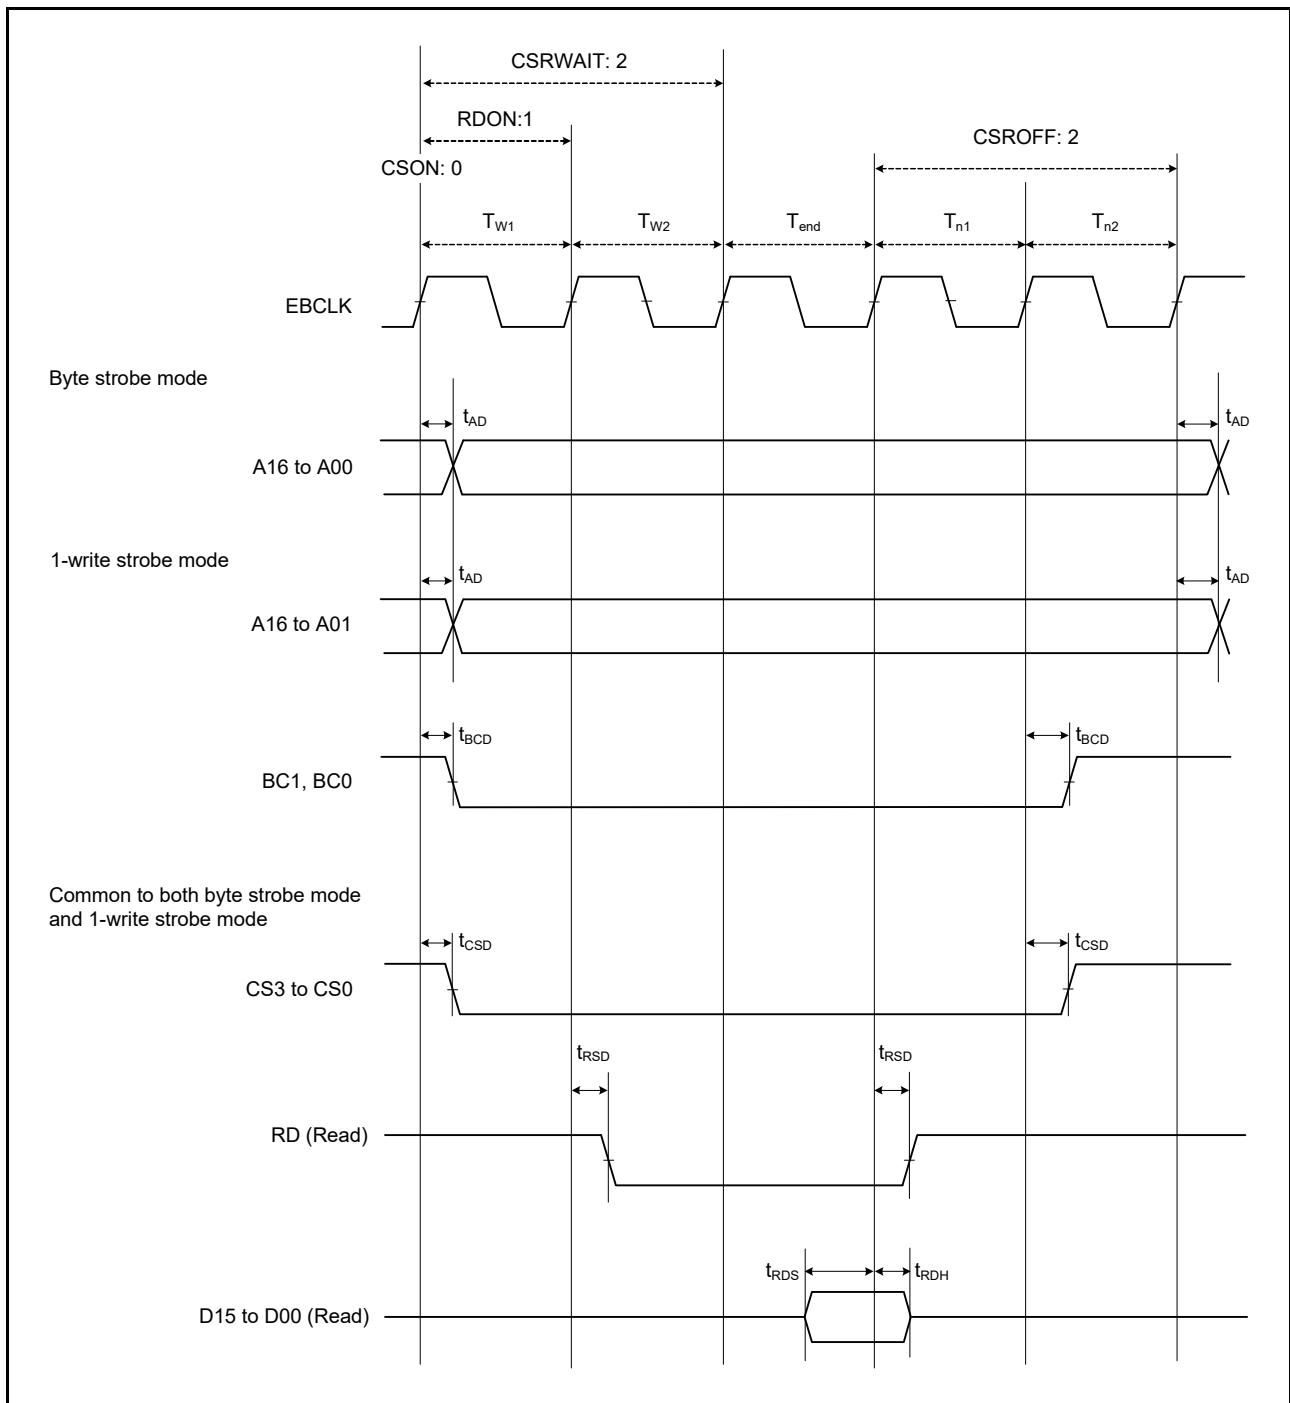 CSRWAIT: 2
RDON:1
CSROFF: 2
CSON: 0
TW1 TW2 Tend Tn1 Tn2
EBCLK
Byte strobe mode
tAD tAD
A16 to A00
1-write strobe mode
tAD tAD
A16 to A01
tBCD tBCD
BC1, BC0
Common to both byte strobe mode
and 1-write strobe mode
tCSD tCSD
CS3 to CS0
tRSD tRSD
RD (Read)
tRDS tRDH
D15 to D00 (Read)